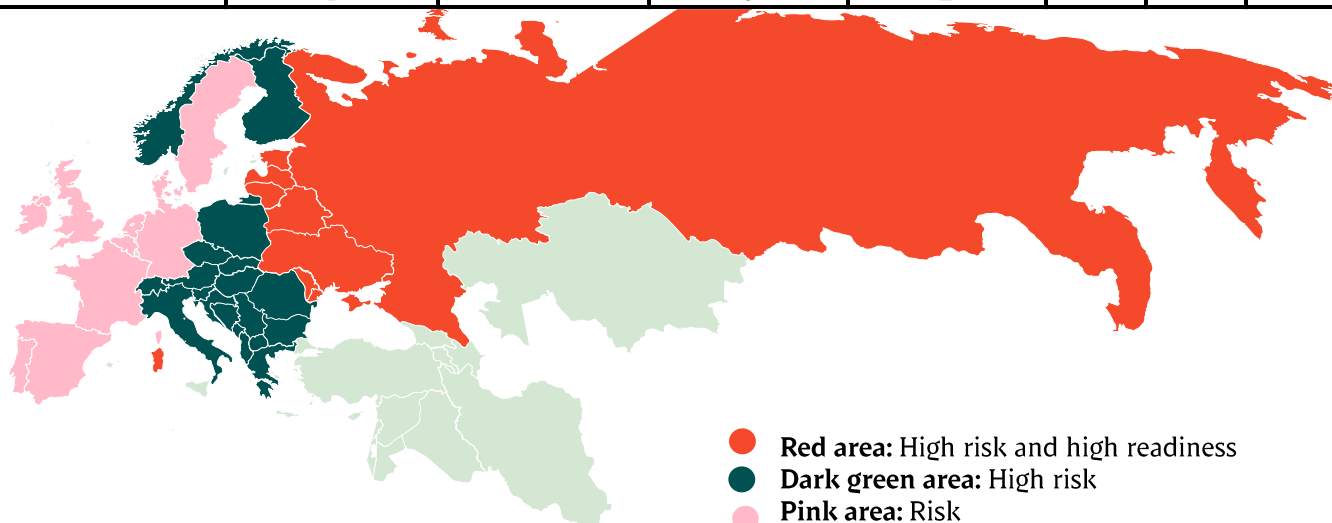 Red area: High risk and high readiness
Dark green area: High risk
Pink area: Risk